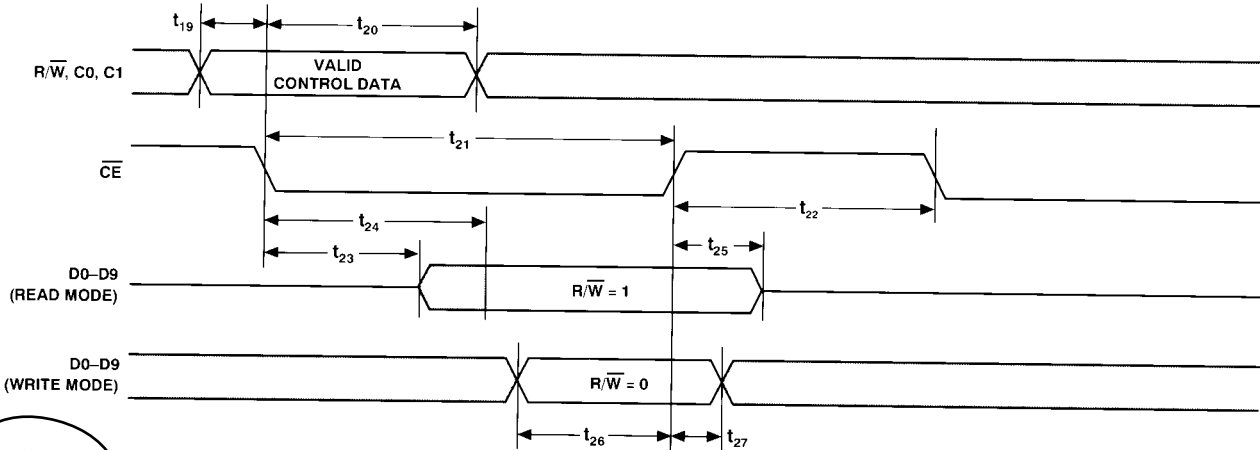 t19
t20
R/W̅, C0, C1
VALID
CONTROL DATA
t21
C̅E̅
t22
t24
t23
t25
D0–D9
(READ MODE)
R/W̅ = 1
D0–D9
(WRITE MODE)
R/W̅ = 0
t26
t27